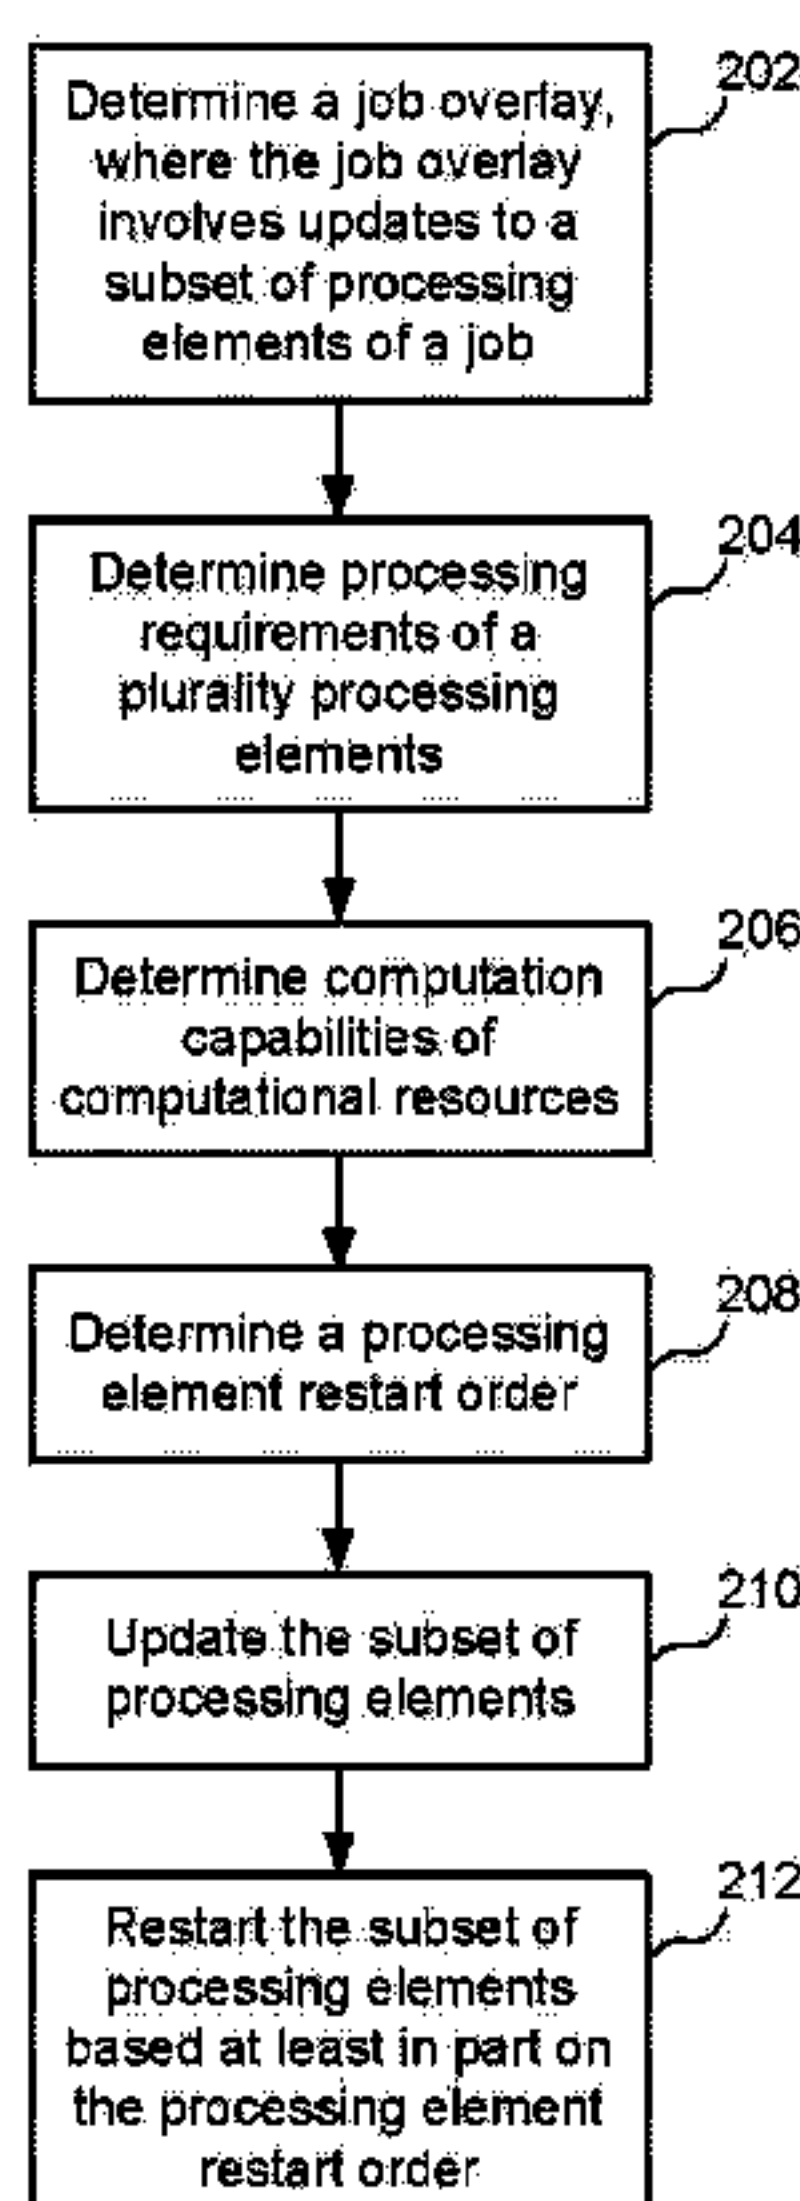 202
Determine a job overlay,
where the job overlay
involves updates to a
subset of processing
elements of a job
204
Determine processing
requirements of a
plurality processing
elements
206
Determine computation
capabilities of
computational resources
208
Determine a processing
element restart order
210
Update the subset of
processing elements
212
Restart the subset of
processing elements
based at least in part on
the processing element
restart order